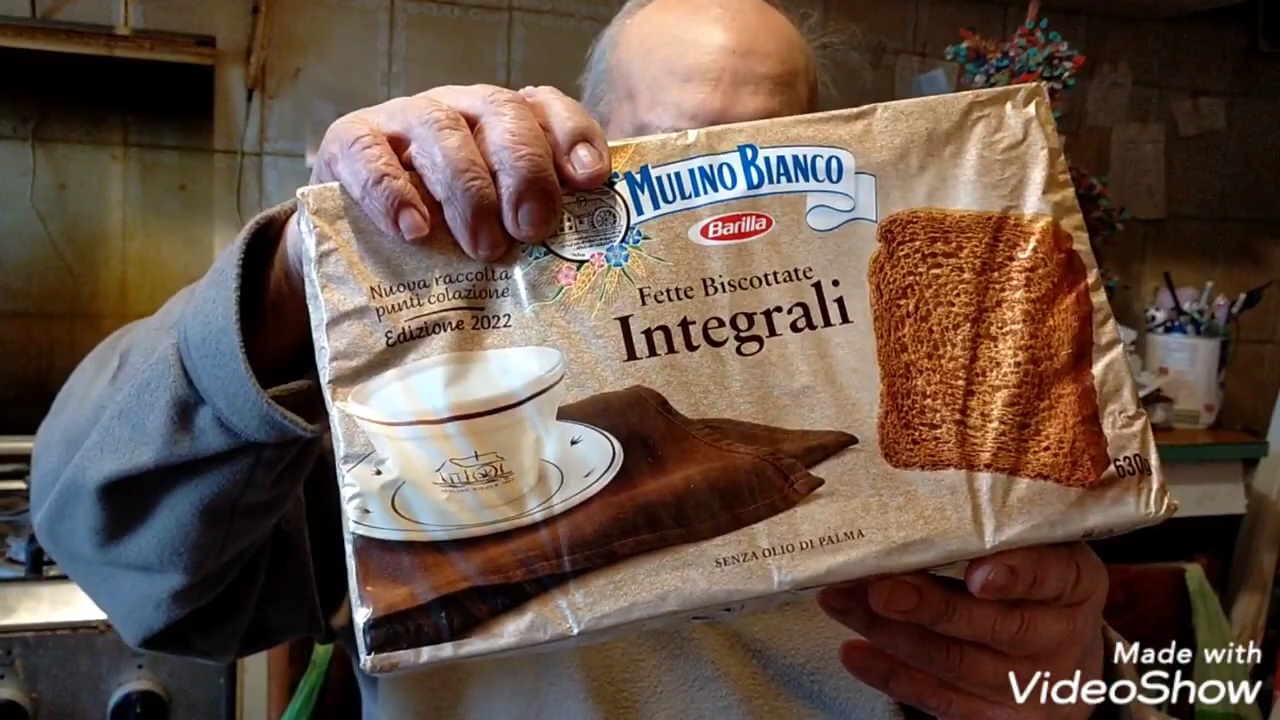 MULINO BIANCO
Barilla
Nuova raccolta
punti colazione
Edizione 2022
Fette Biscottate
Integrali
630g
SENZA OLIO DI PALMA
Made with
VideoShow